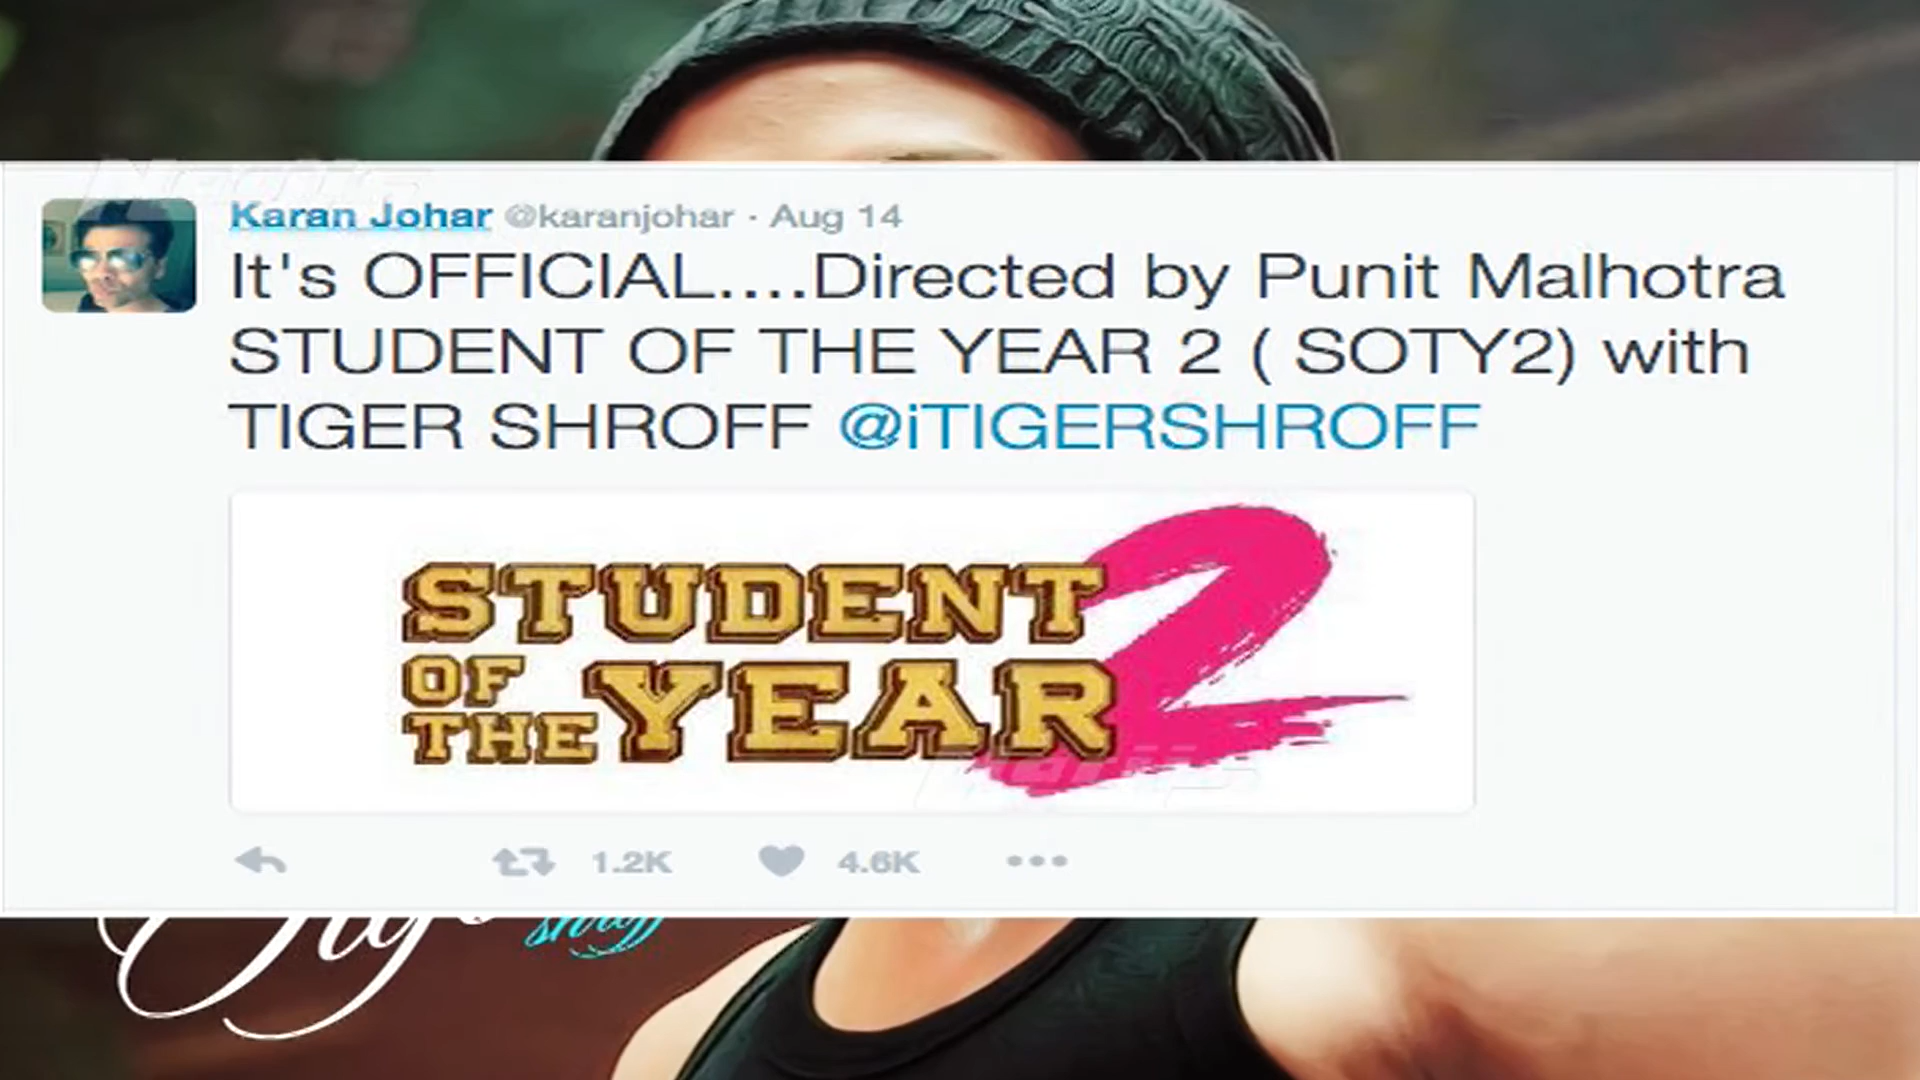 Karan Johar @karanjohar · Aug 14
It's OFFICIAL....Directed by Punit Malhotra
STUDENT OF THE YEAR 2 ( SOTY2) with
TIGER SHROFF @iTIGERSHROFF
STUDENT
OF THE YEAR 2
1.2K 4.6K
shroff